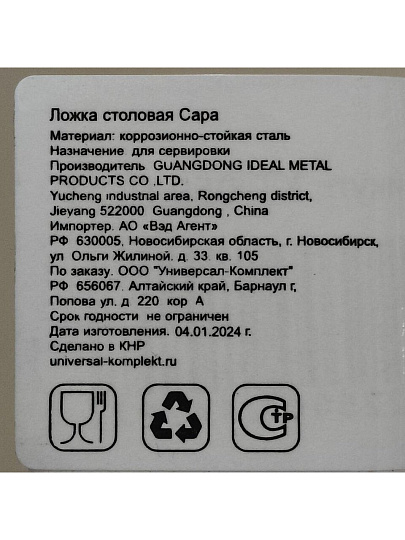 Ложка столовая Сара
Материал: коррозионно-стойкая сталь
Назначение для сервировки
Производитель GUANGDONG IDEAL METAL
PRODUCTS CO .LTD.
Yucheng industnal area, Rongcheng district,
Jieyang 522000 Guangdong , China
Импортер. АО «Вэд Агент»
РФ 630005, Новосибирская область, г. Новосибирск,
ул Ольги Жилиной. д. 33. кв. 105
По заказу. ООО "Универсал-Комплект"
РФ 656067. Алтайский край, Барнаул г,
Попова ул. д 220 кор А
Срок годности не ограничен
Дата изготовления. 04.01.2024 г.
Сделано в КНР
universal-komplekt.ru